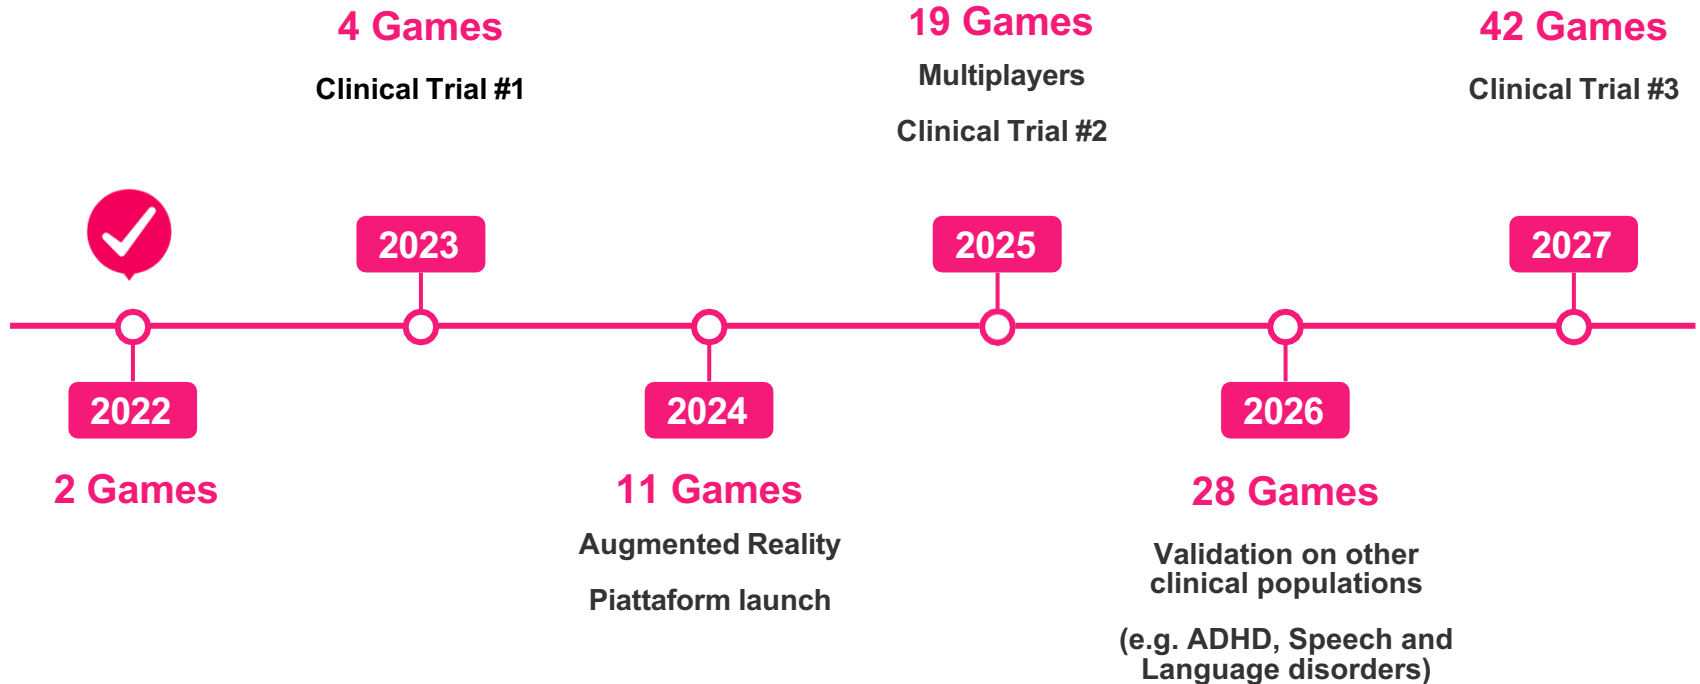 4 Games
Clinical Trial #1
19 Games
Multiplayers
Clinical Trial #2
42 Games
Clinical Trial #3
2023
2025
2027
2022
2024
2026
2 Games
11 Games
Augmented Reality
Piattaform launch
28 Games
Validation on other
clinical populations
(e.g. ADHD, Speech and
Language disorders)